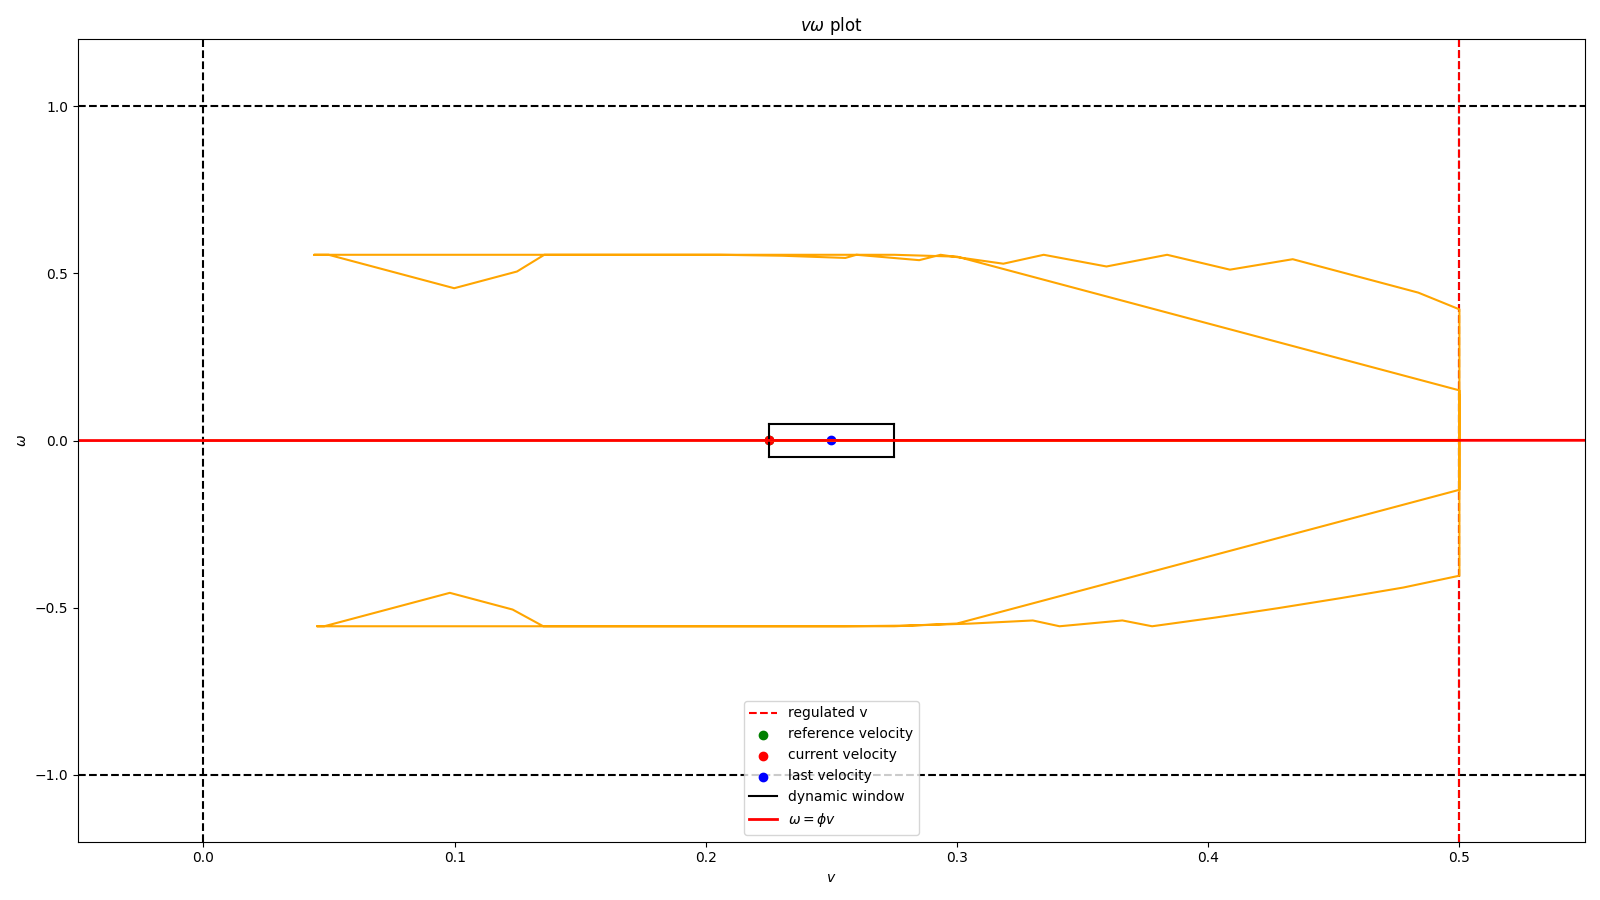 vω plot
1.0
0.5
0.0
−0.5
−1.0
ω
regulated v
reference velocity
current velocity
last velocity
dynamic window
ω = ϕv
0.0 0.1 0.2 0.3 0.4 0.5
v